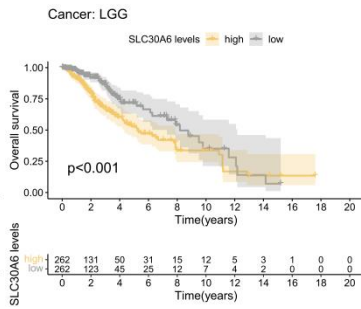 Cancer: LGG
SLC30A6 levels high low
Overall survival
1.00
0.75
0.50
0.25
0.00
p<0.001
0 2 4 6 8 10 12 14 16 18 20
Time(years)
SLC30A6 levels
high 262 131 50 31 15 12 5 3 1 0 0
low 262 123 45 25 12 7 4 2 0 0 0
0 2 4 6 8 10 12 14 16 18 20
Time(years)